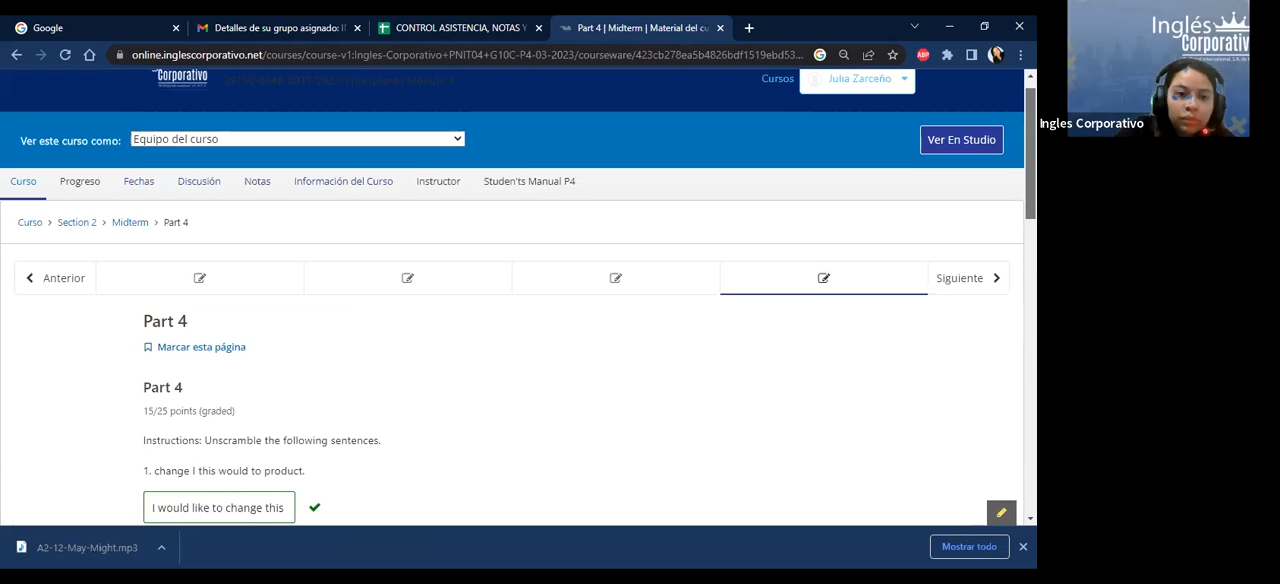 Google
Detalles de su grupo asignado: I
CONTROL ASISTENCIA, NOTAS Y
Part 4 | Midterm | Material del cu
online.inglescorporativo.net/courses/course-v1:Ingles-Corporativo+PNIT04+G10C-P4-03-2023/courseware/423cb278ea5b4826bdf1519ebd53...
Inglés
Corporativo
Ingles Corporativo
Corporativo
Cursos
Julia Zarceño
Ver este curso como:
Equipo del curso
Ver En Studio
Curso
Progreso
Fechas
Discusión
Notas
Información del Curso
Instructor
Studen'ts Manual P4
Curso > Section 2 > Midterm > Part 4
Anterior
Siguiente
Part 4
Marcar esta página
Part 4
15/25 points (graded)
Instructions: Unscramble the following sentences.
1. change I this would to product.
I would like to change this
A2-12-May-Might.mp3
Mostrar todo